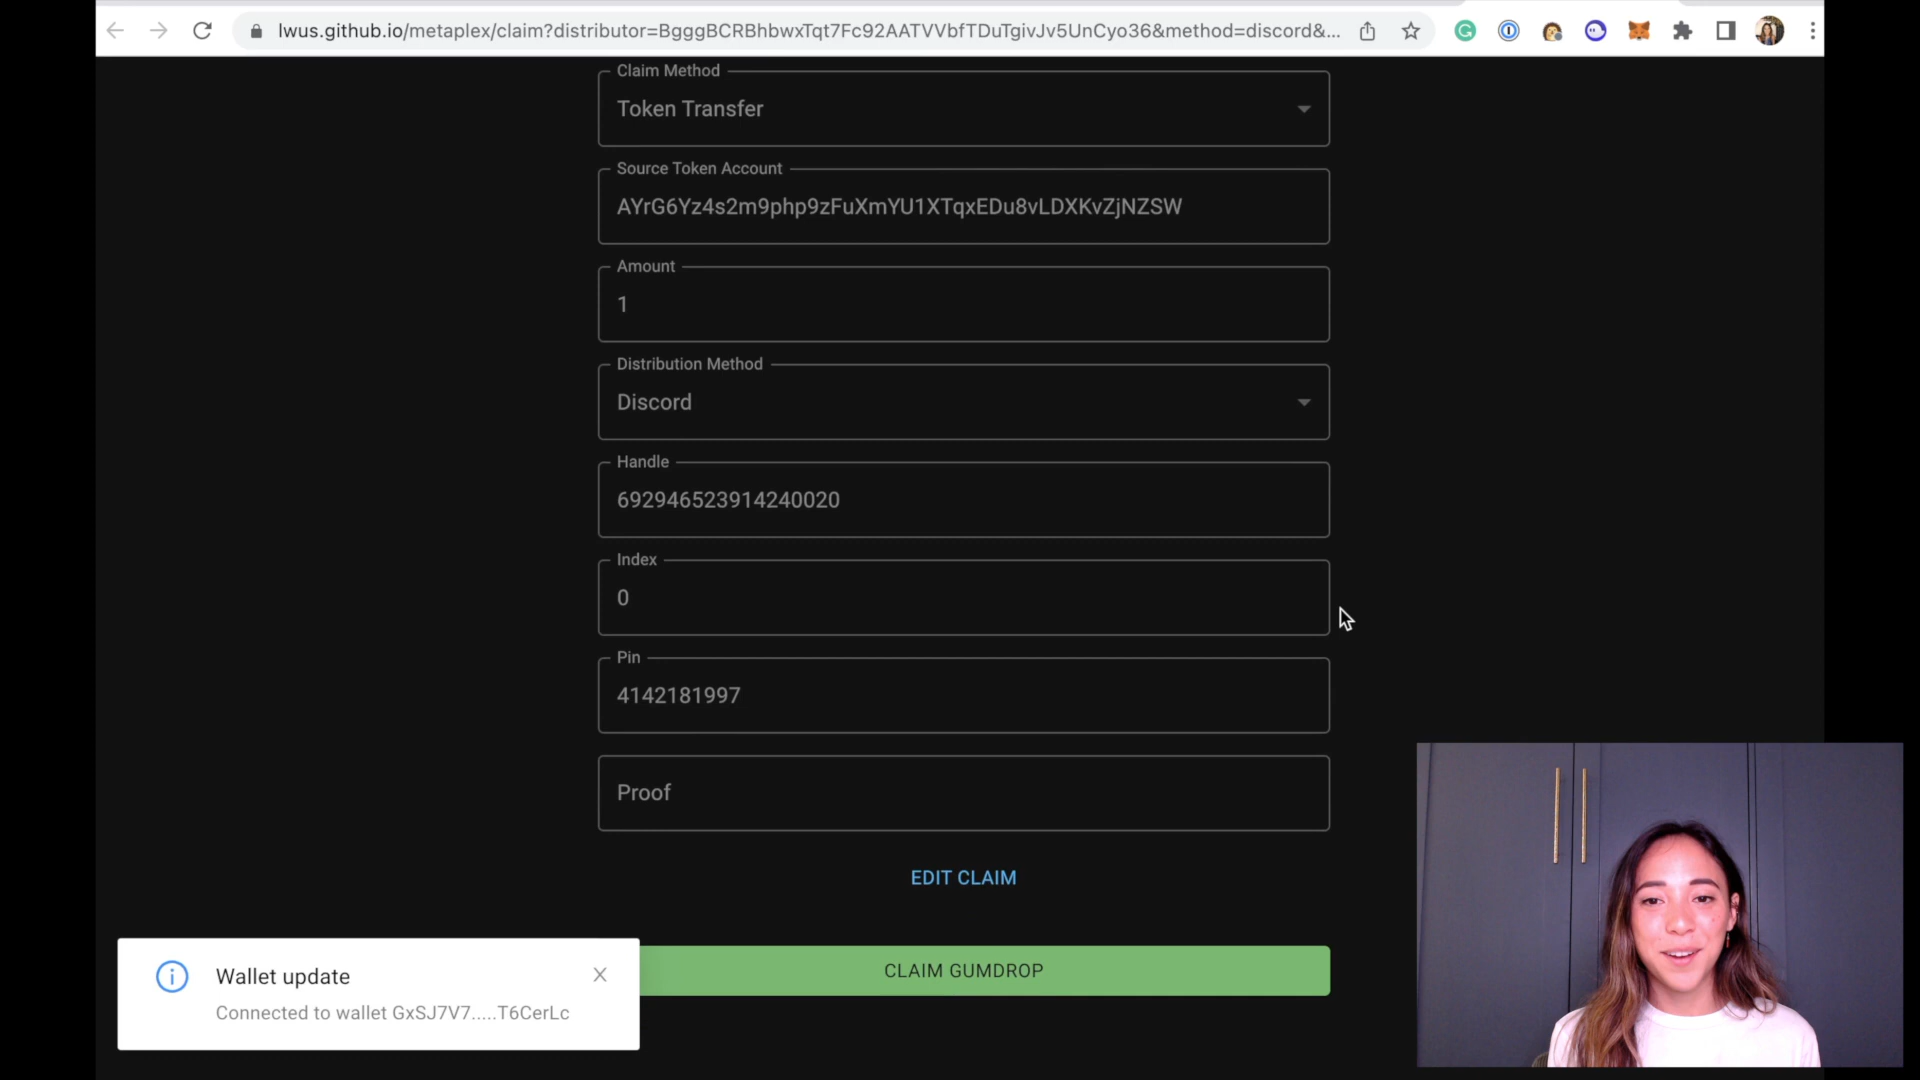 lwus.github.io/metaplex/claim?distributor=BgggBCRBhbwxTqt7Fc92AATVVbfTDuTgivJv5UnCyo36&method=discord&...
Claim Method
Token Transfer
Source Token Account
AYrG6Yz4s2m9php9zFuXmYU1XTqxEDu8vLDXKvZjNZSW
Amount
1
Distribution Method
Discord
Handle
692946523914240020
Index
0
Pin
4142181997
Proof
EDIT CLAIM
CLAIM GUMDROP
Wallet update
Connected to wallet GxSJ7V7.....T6CerLc